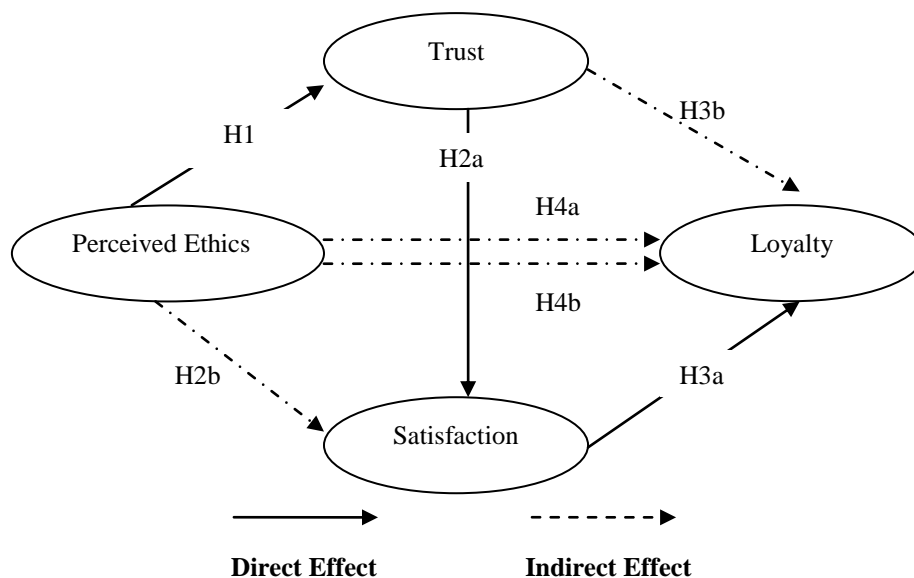 Trust
H3b
H1
H2a
H4a
Perceived Ethics
Loyalty
H4b
H2b
H3a
Satisfaction
Direct Effect
Indirect Effect